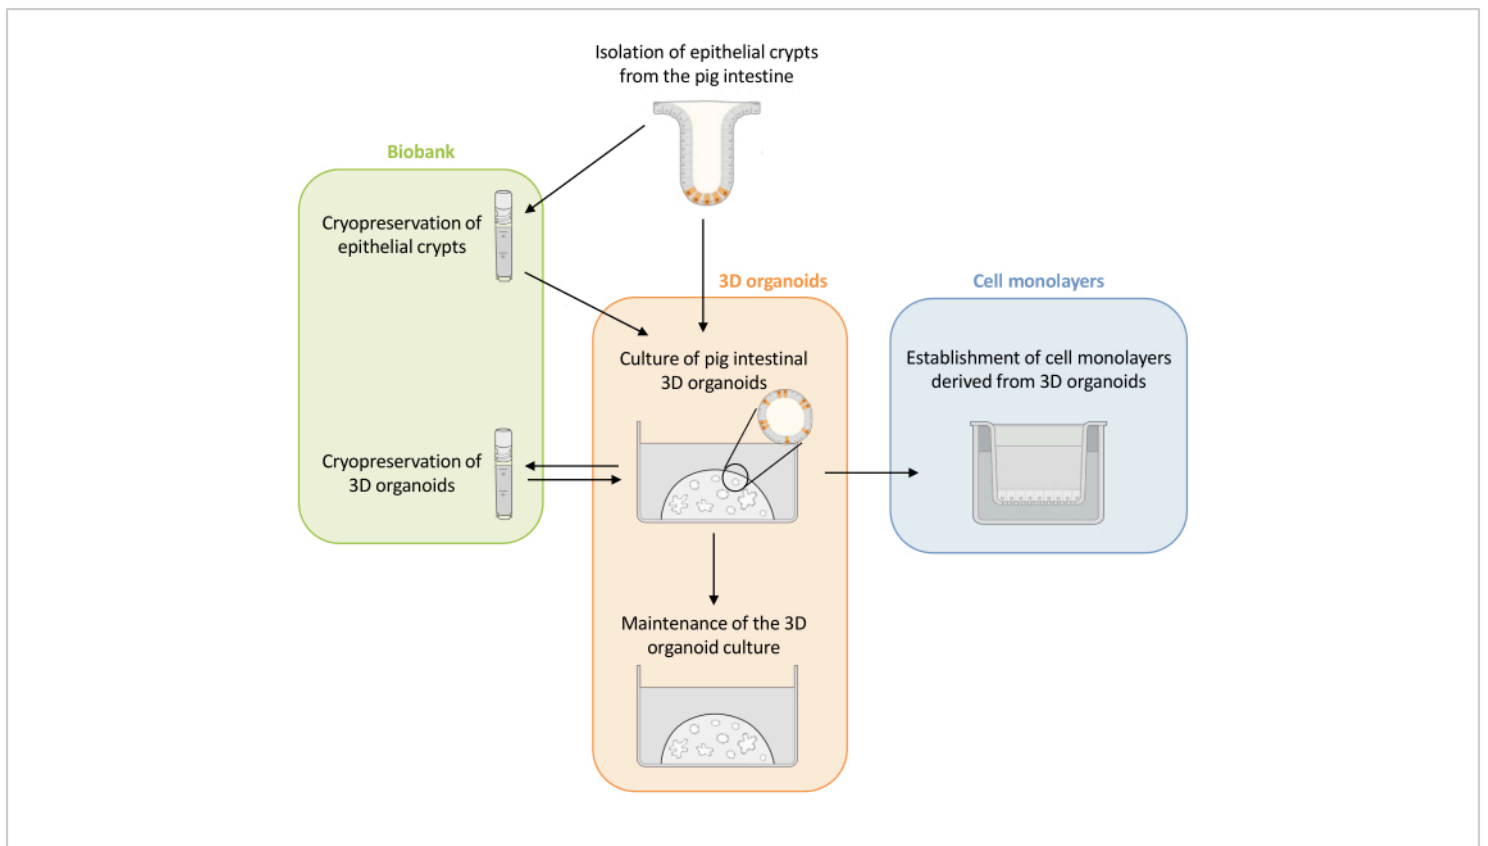 Isolation of epithelial crypts
from the pig intestine
Biobank
Cryopreservation of
epithelial crypts
3D organoids
Cell monolayers
Culture of pig intestinal
3D organoids
Establishment of cell monolayers
derived from 3D organoids
Cryopreservation of
3D organoids
Maintenance of the 3D
organoid culture